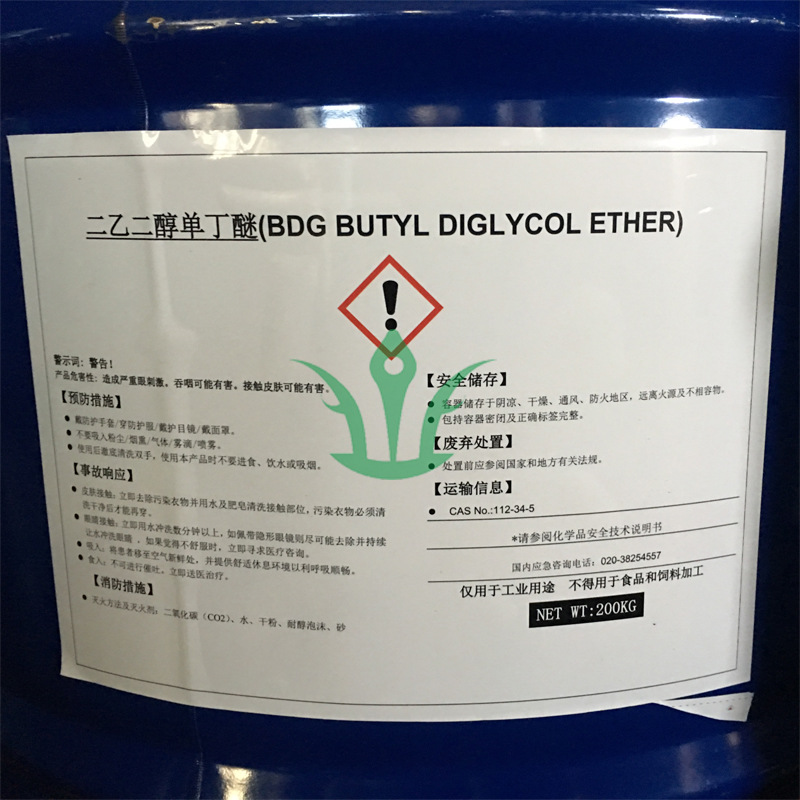 二乙二醇单丁醚(BDG BUTYL DIGLYCOL ETHER)
警示词：警告！
产品危害性：造成严重眼刺激。吞咽可能有害。接触皮肤可能有害。
【预防措施】
● 戴防护手套/穿防护服/戴护目镜/戴面罩。
● 不要吸入粉尘/烟熏/气体/雾滴/喷雾。
● 使用后澈底清洗双手，使用本产品时不要进食、饮水或吸烟。
【事故响应】
● 皮肤接触：立即去除污染衣物并用水及肥皂清洗接触部位，污染衣物必须清
洗干净后才能再穿。
● 眼睛接触：立即用水冲洗数分钟以上，如佩带隐形眼镜则尽可能去除并持续
让水冲洗眼睛，如果觉得不舒服时，立即寻求医疗咨询。
● 吸入：将患者移至空气新鲜处，并提供舒适休息环境以利呼吸顺畅。
● 食入：不可进行催吐，立即送医治疗。
【消防措施】
● 灭火方法及灭火剂：二氧化碳（CO2）、水、干粉、耐醇泡沫、砂
【安全储存】
● 容器储存于阴凉、干燥、通风、防火地区，远离火源及不相容物。
● 包持容器密闭及正确标签完整。
【废弃处置】
● 处置前应参阅国家和地方有关法规。
【运输信息】
● CAS No.:112-34-5
*请参阅化学品安全技术说明书
国内应急咨询电话：020-38254557
仅用于工业用途 不得用于食品和饲料加工
NET WT:200KG